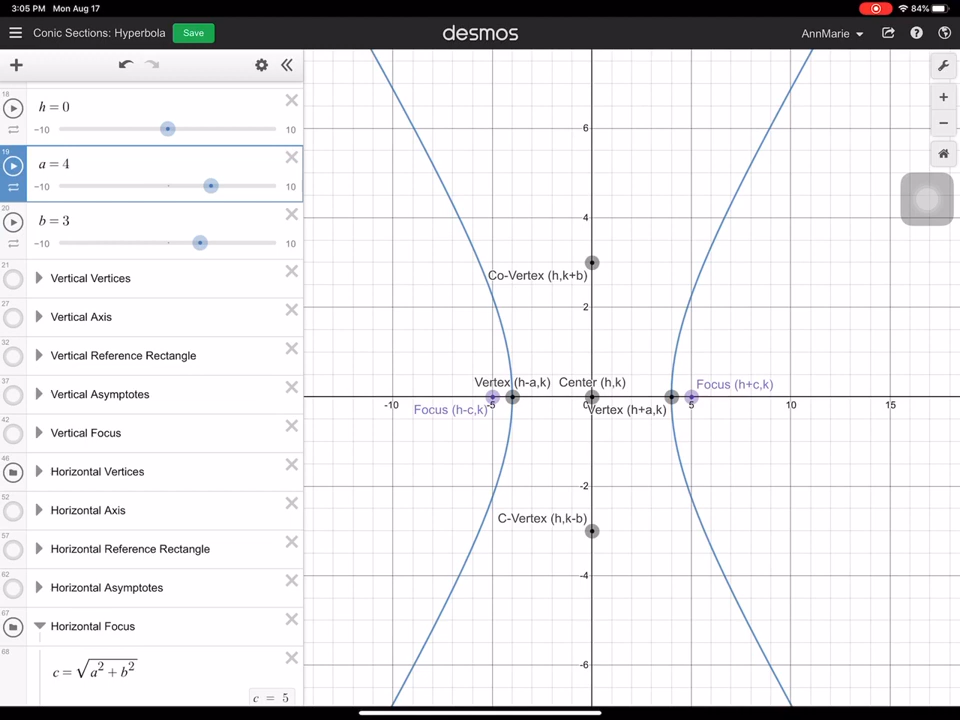 3:05 PM Mon Aug 17 84%
Conic Sections: Hyperbola Save desmos AnnMarie
18
h = 0
-10 10
19
a = 4
-10 10
20
b = 3
-10 10
21 Vertical Vertices
27 Vertical Axis
32 Vertical Reference Rectangle
37 Vertical Asymptotes
42 Vertical Focus
46 Horizontal Vertices
52 Horizontal Axis
57 Horizontal Reference Rectangle
62 Horizontal Asymptotes
67 Horizontal Focus
68
c = √(a² + b²)
c = 5
6
4
Co-Vertex (h,k+b)
2
Vertex (h-a,k) Center (h,k) Focus (h+c,k)
-10 -5 0 5 10 15
Focus (h-c,k) Vertex (h+a,k)
-2
C-Vertex (h,k-b)
-4
-6